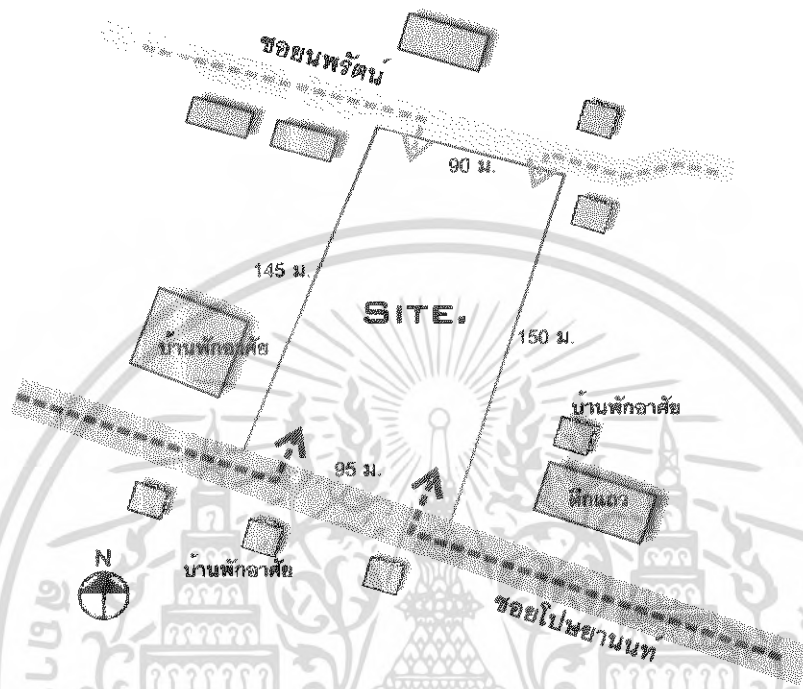 ซอยนพรัตน์
90 ม.
145 ม.
SITE.
150 ม.
บ้านพักอาศัย
บ้านพักอาศัย
95 ม.
ตึกแถว
N
บ้านพักอาศัย
ซอยโปษยานนท์